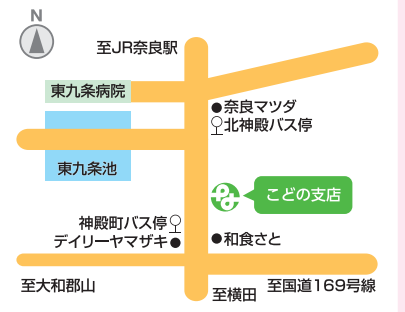 N
至JR奈良駅
東九条病院
奈良マツダ
北神殿バス停
東九条池
こどの支店
神殿町バス停
デイリーヤマザキ
和食さと
至大和郡山
至横田
至国道169号線